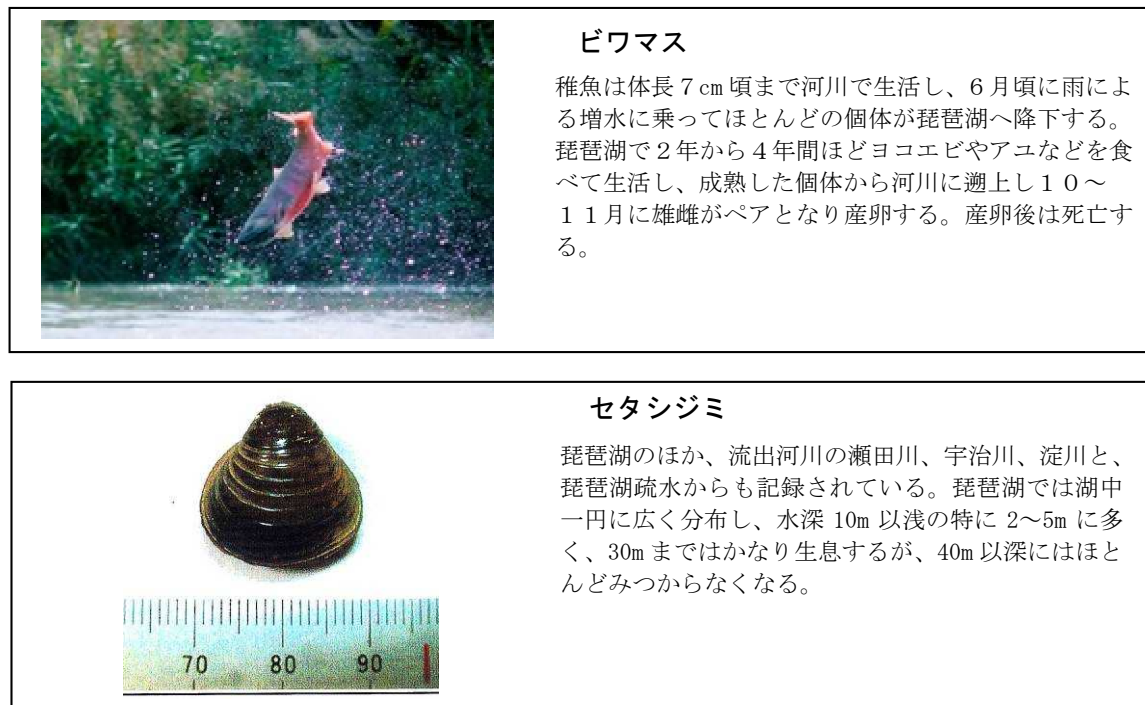 ビワマス
稚魚は体長７cm頃まで河川で生活し、６月頃に雨によ
る増水に乗ってほとんどの個体が琵琶湖へ降下する。
琵琶湖で２年から４年間ほどヨコエビやアユなどを食
べて生活し、成熟した個体から河川に遡上し１０～
１１月に雄雌がペアとなり産卵する。産卵後は死亡す
る。
セタシジミ
琵琶湖のほか、流出河川の瀬田川、宇治川、淀川と、
琵琶湖疏水からも記録されている。琵琶湖では湖中
一円に広く分布し、水深 10m 以浅の特に 2～5m に多
く、30m まではかなり生息するが、40m 以深にはほと
んどみつからなくなる。
70 80 90